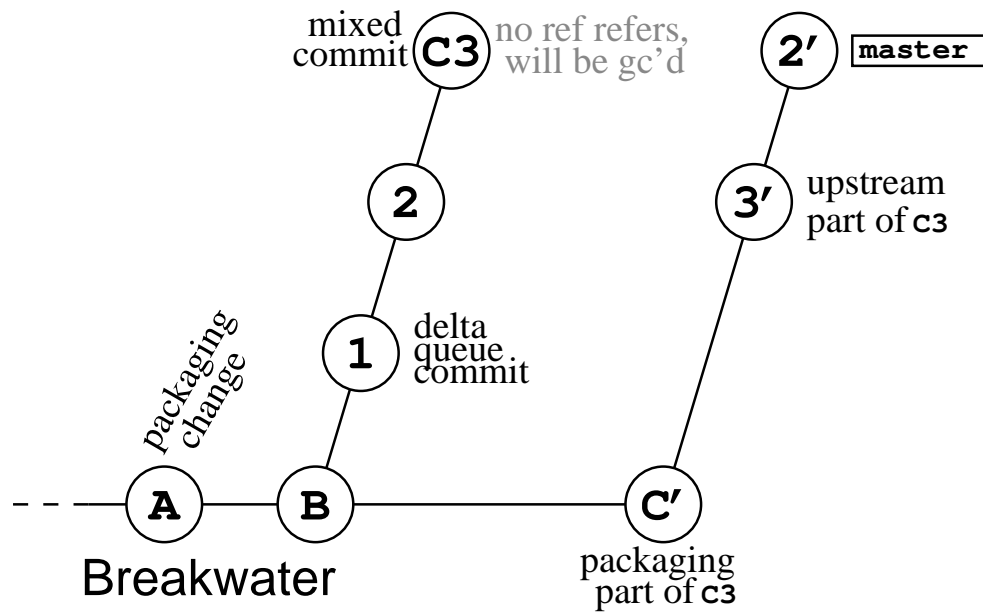 mixed
commit
C3
no ref refers,
will be gc'd
2′
master
2
3′
upstream
part of C3
1
delta
queue
commit
packaging
change
A
B
C′
Breakwater
packaging
part of C3